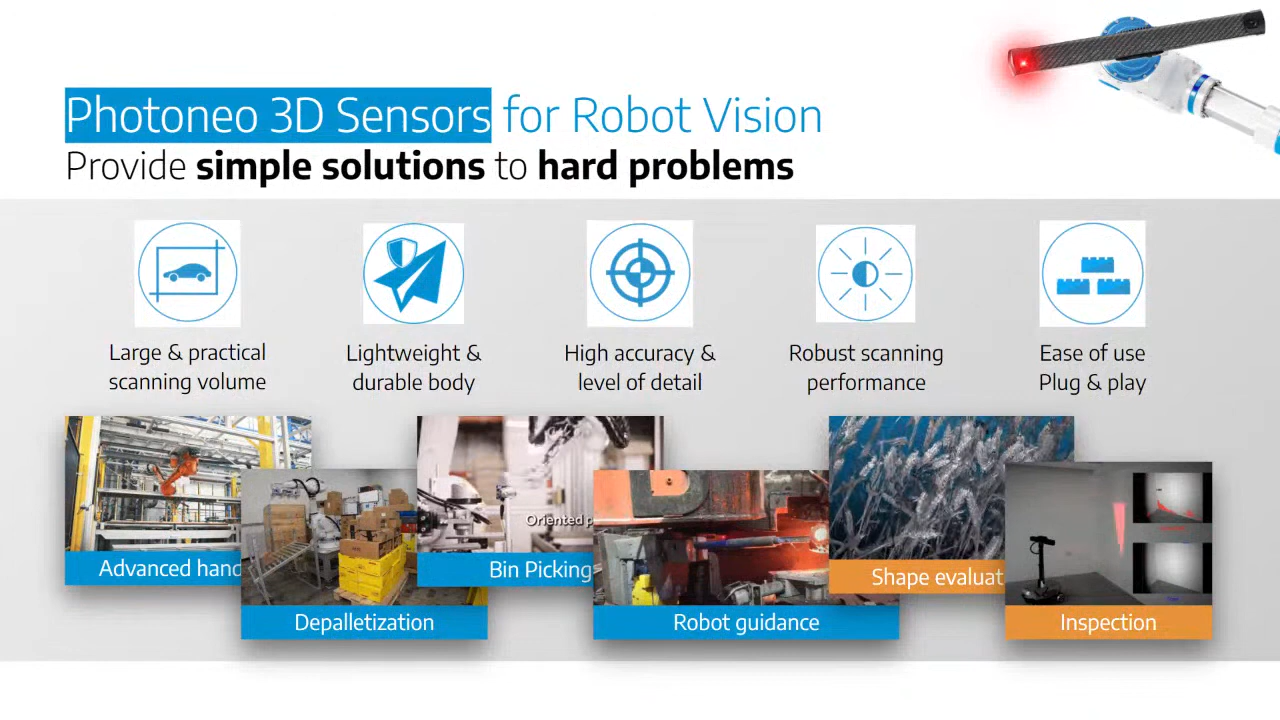 Photoneo 3D Sensors for Robot Vision
Provide simple solutions to hard problems
Large & practical
scanning volume
Lightweight &
durable body
High accuracy &
level of detail
Robust scanning
performance
Ease of use
Plug & play
Oriented p
Advanced hand
Depalletization
Bin Picking
Robot guidance
Shape evaluat
Inspection